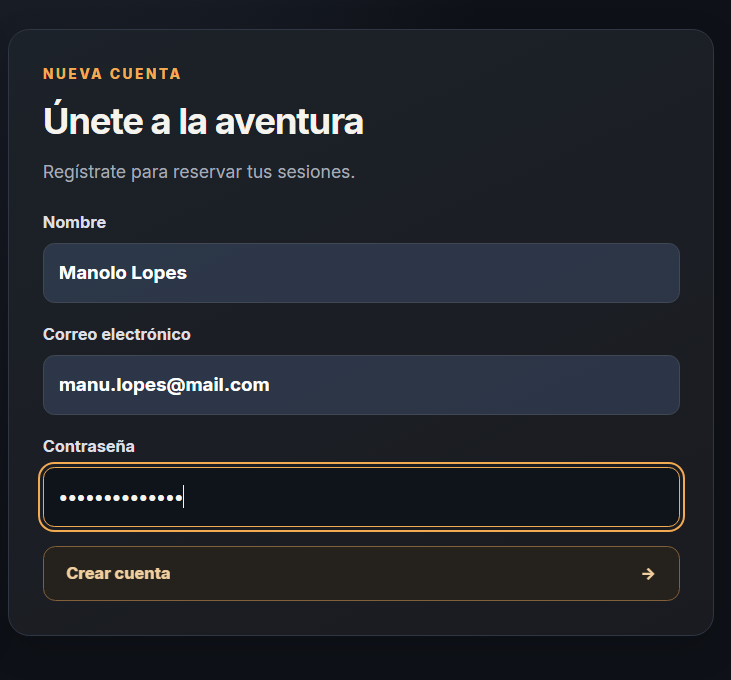 NUEVA CUENTA
Únete a la aventura
Regístrate para reservar tus sesiones.
Nombre
Manolo Lopes
Correo electrónico
manu.lopes@mail.com
Contraseña
••••••••••••••
Crear cuenta →